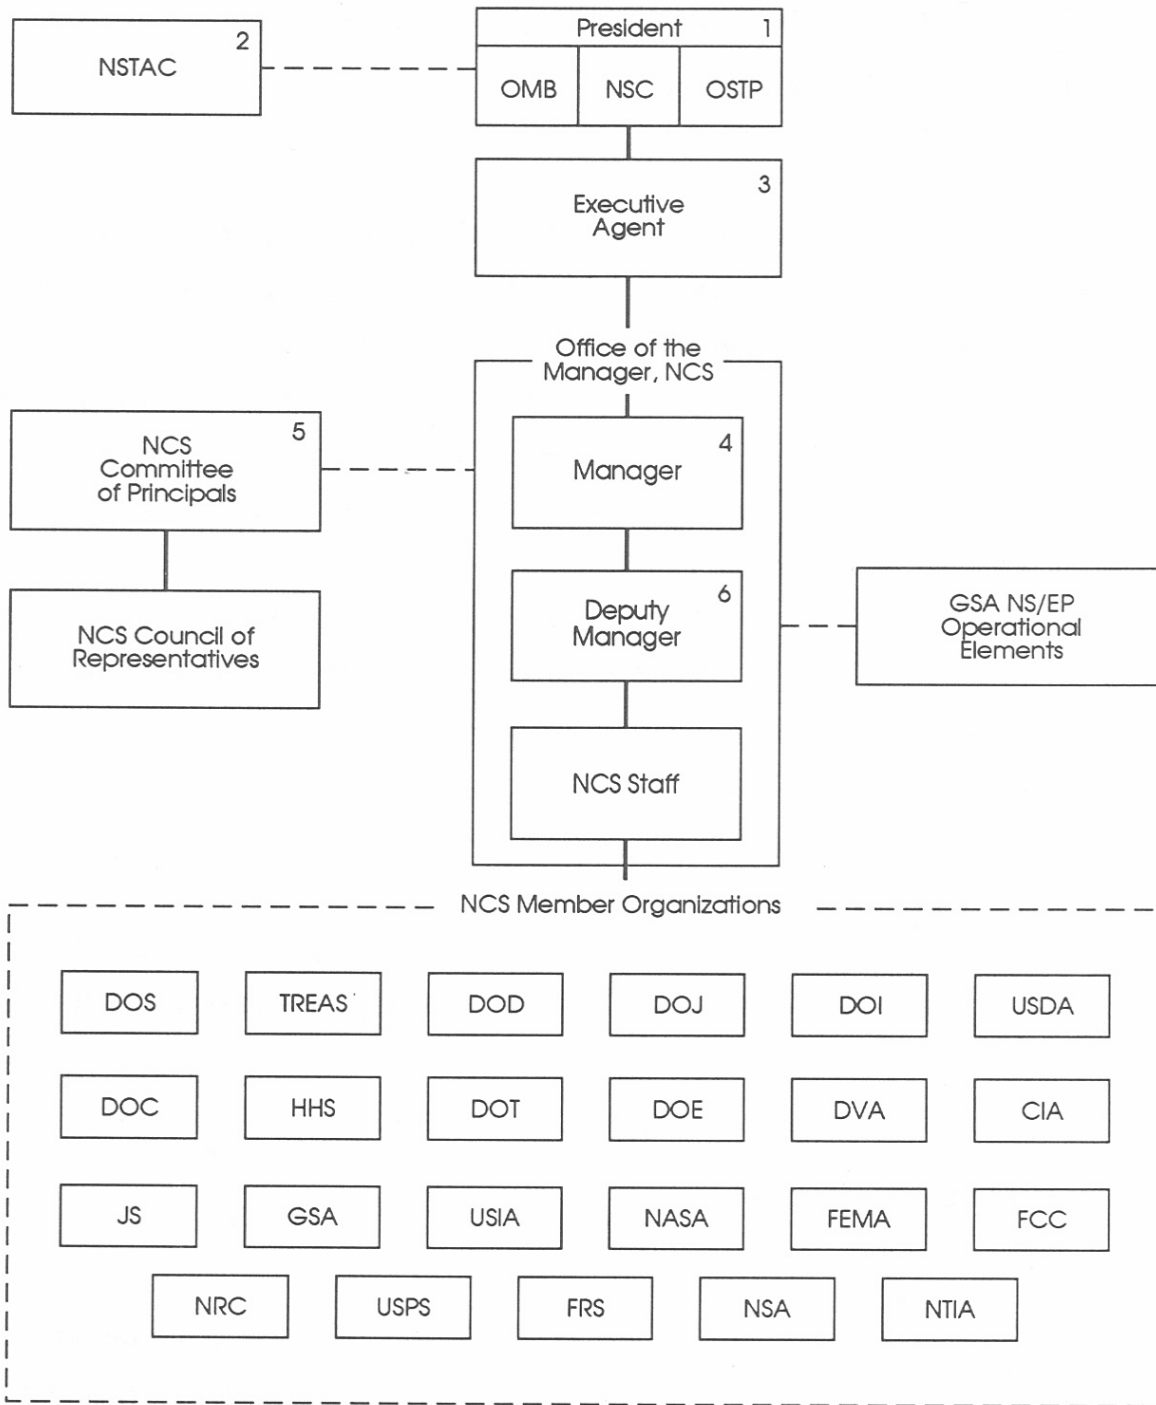 President 1
2
NSTAC
OMB NSC OSTP
3
Executive
Agent
Office of the
Manager, NCS
5
NCS
Committee
of Principals
4
Manager
NCS Council of
Representatives
6
Deputy
Manager
GSA NS/EP
Operational
Elements
NCS Staff
NCS Member Organizations
DOS TREAS DOD DOJ DOI USDA
DOC HHS DOT DOE DVA CIA
JS GSA USIA NASA FEMA FCC
NRC USPS FRS NSA NTIA